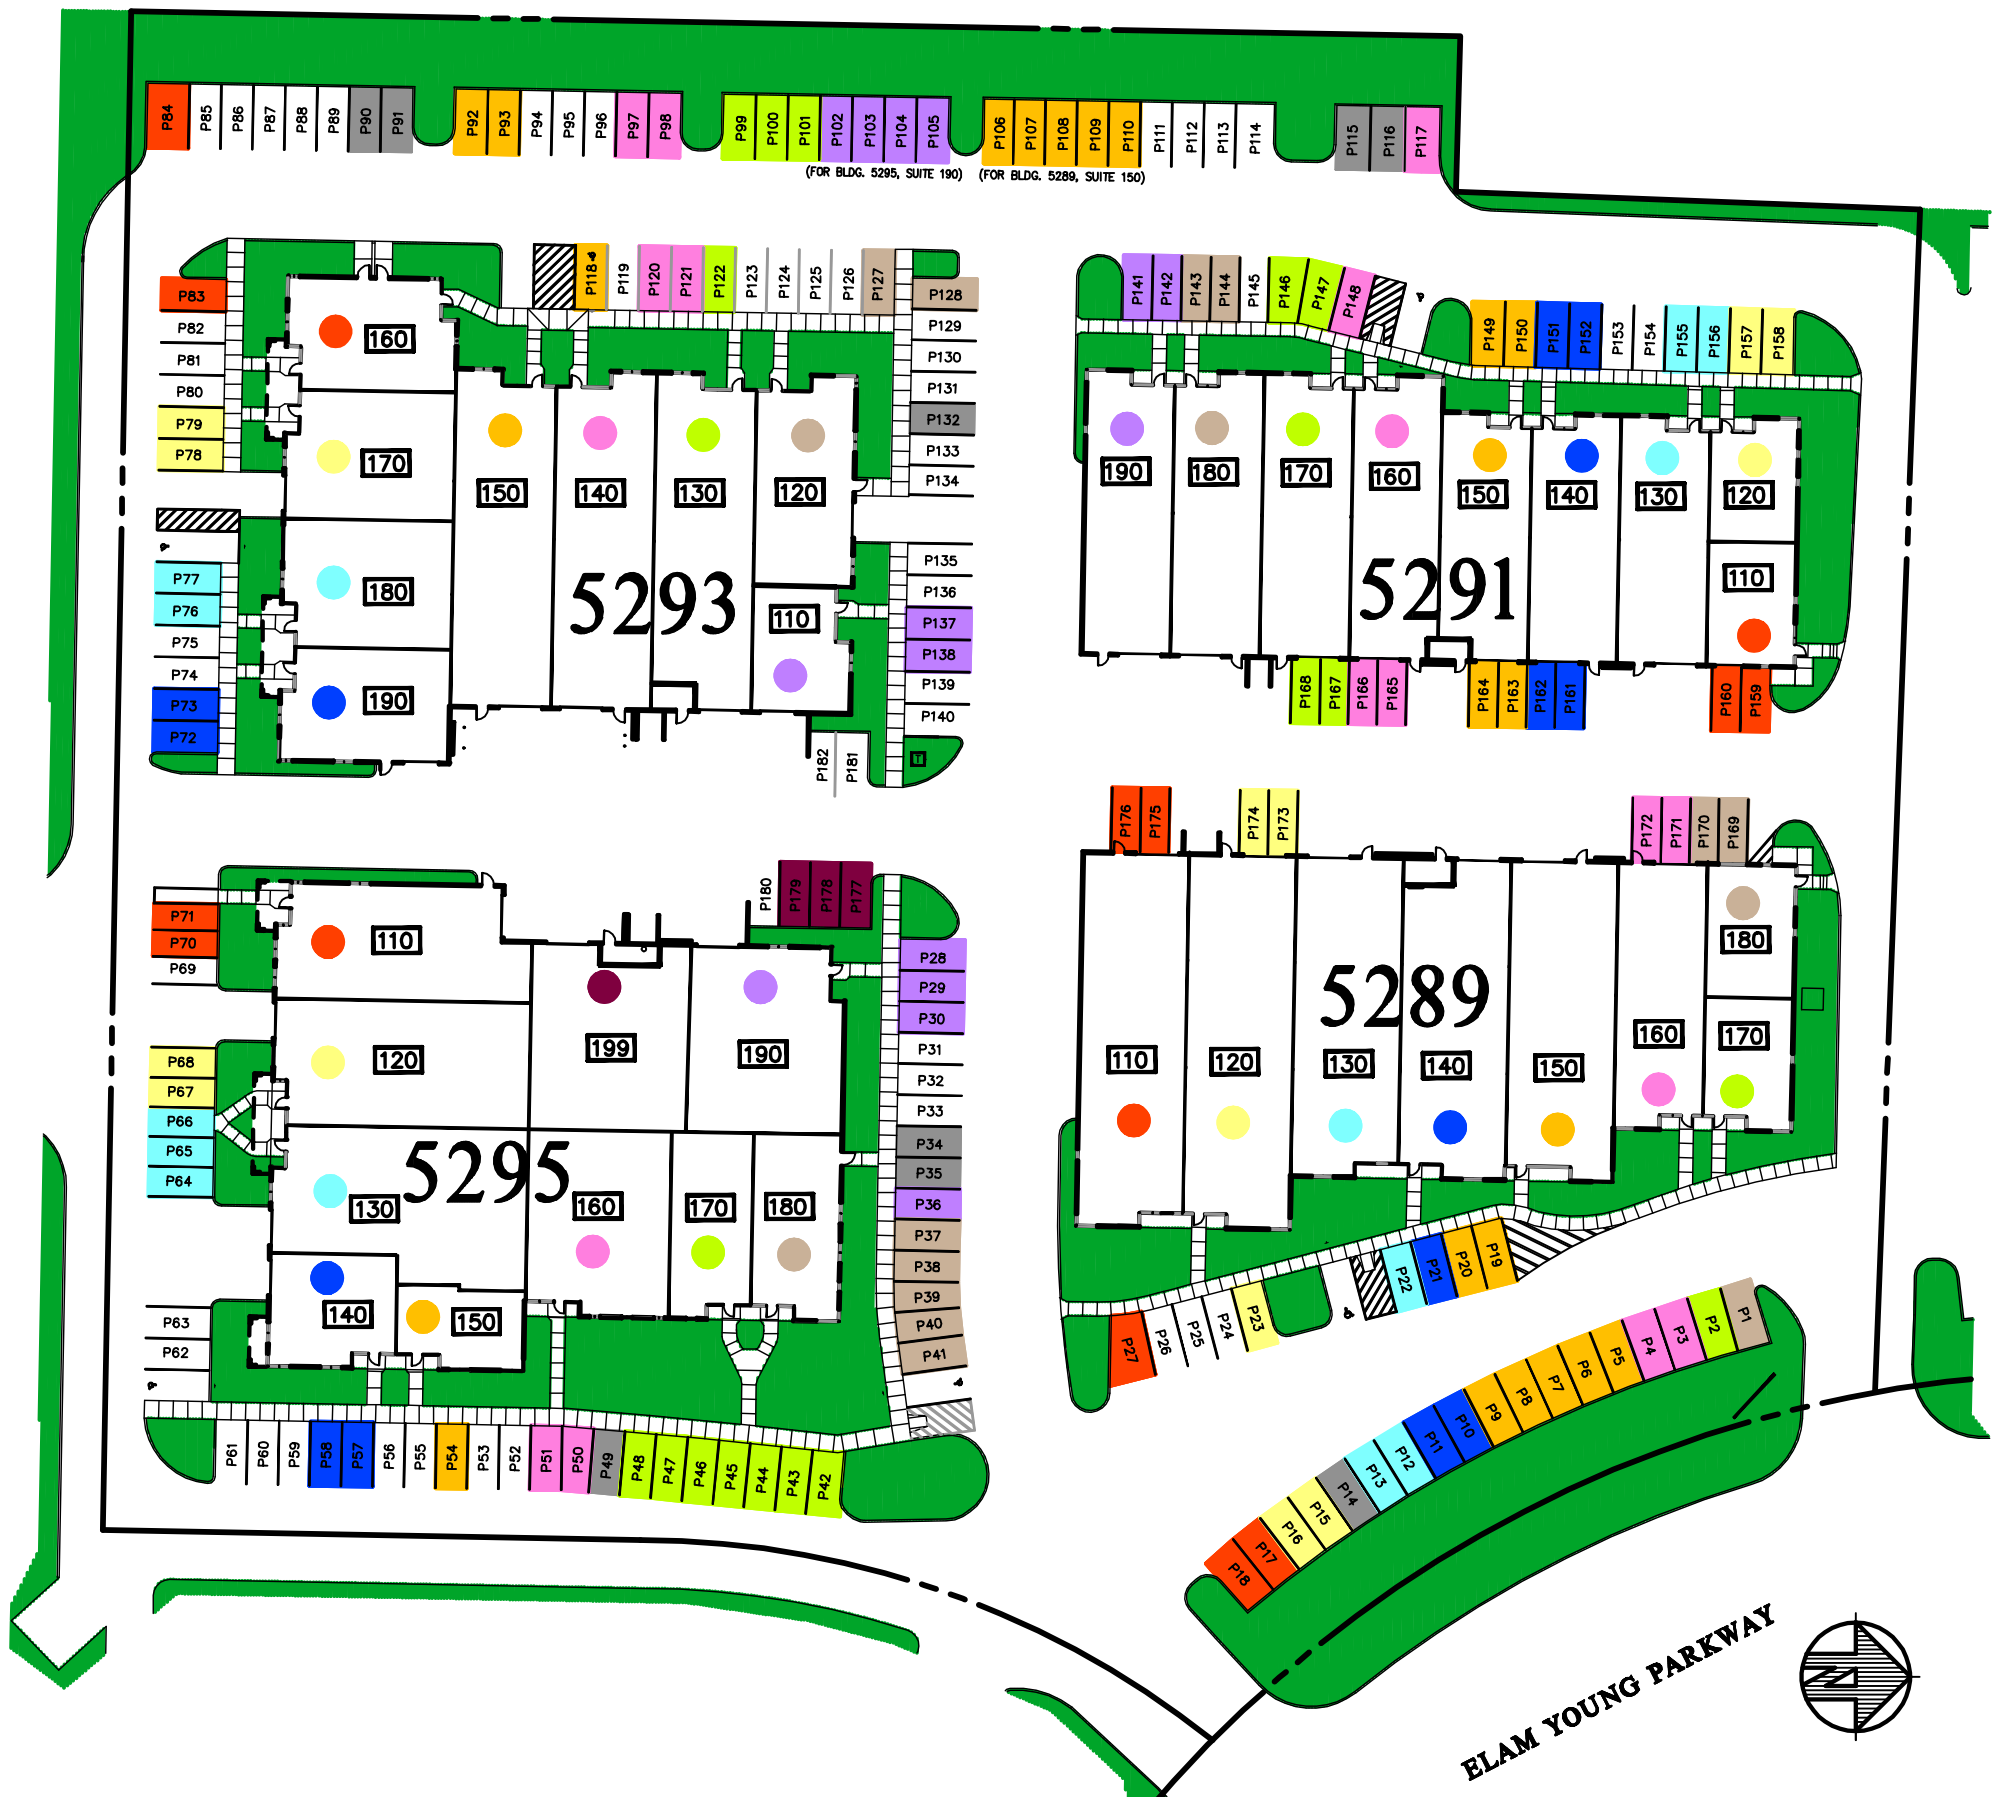 P84 P85 P86 P87 P88 P89 P90 P91 P92 P93 P94 P95 P96 P97 P98 P99 P100 P101 P102 P103 P104 P105 P106 P107 P108 P109 P110 P111 P112 P113 P114 P115 P116 P117
(FOR BLDG. 5295, SUITE 190) (FOR BLDG. 5289, SUITE 150)
P118 P119 P120 P121 P122 P123 P124 P125 P126 P127
P128
P129
P130
P131
P132
P133
P134
P135
P136
P137
P138
P139
P140
P83
P82
P81
P80
P79
P78
P77
P76
P75
P74
P73
P72
160
170
180
190
150
140
130
120
110
5293
P182 P181
P141 P142 P143 P144 P145 P146 P147 P148 P149 P150 P151 P152 P153 P154 P155 P156 P157 P158
190
180
170
160
150
140
130
120
110
5291
P168 P167 P166 P165 P164 P163 P162 P161 P160 P159
P71
P70
P69
P68
P67
P66
P65
P64
P63
P62
P180 P179 P178 P177
110
120
199
190
130
160
170
180
140
150
5295
P28
P29
P30
P31
P32
P33
P34
P35
P36
P37
P38
P39
P40
P41
P61 P60 P59 P58 P57 P56 P55 P54 P53 P52 P51 P50 P49 P48 P47 P46 P45 P44 P43 P42
P176 P175 P174 P173 P172 P171 P170 P169
180
5289
110
120
130
140
150
160
170
P27 P26 P25 P24 P23 P22 P21 P20 P19
P18 P17 P16 P15 P14 P13 P12 P11 P10 P9 P8 P7 P6 P5 P4 P3 P2 P1
ELAM YOUNG PARKWAY
N
T